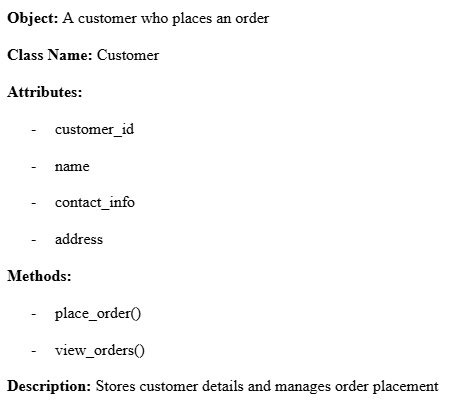 Object: A customer who places an order
Class Name: Customer
Attributes:
- customer_id
- name
- contact_info
- address
Methods:
- place_order()
- view_orders()
Description: Stores customer details and manages order placement